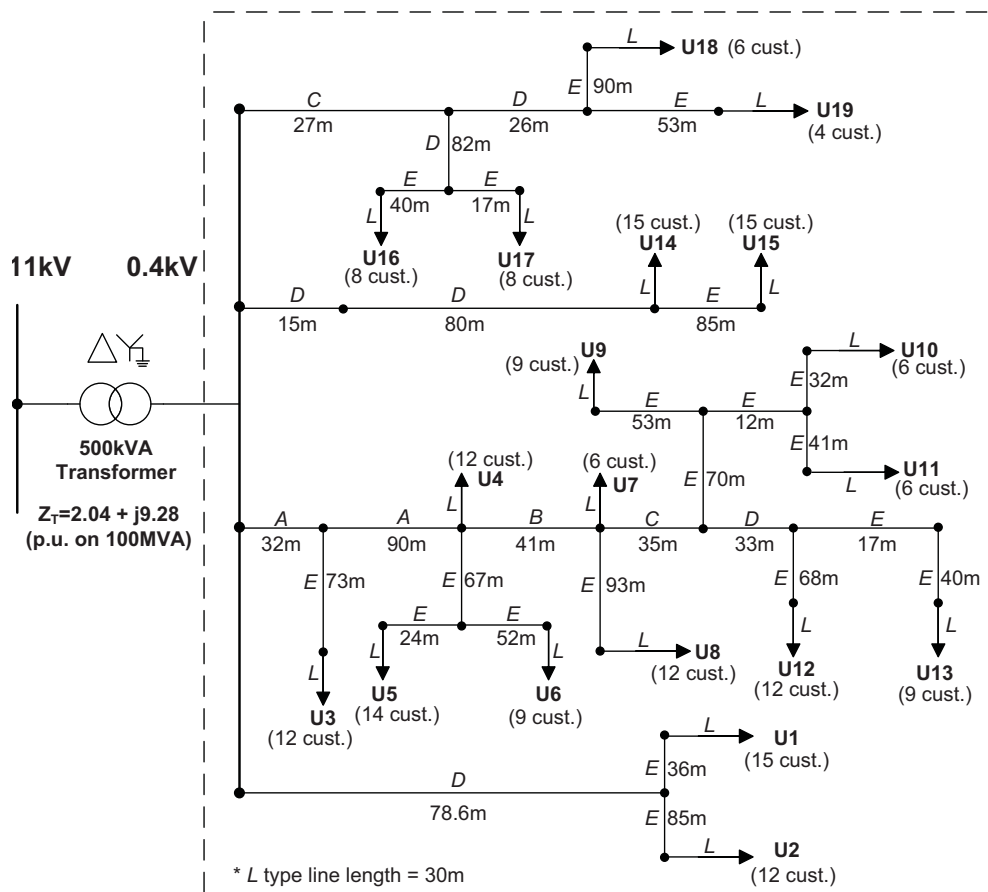 L
U18 (6 cust.)
E 90m
C
D
E
L
U19
27m
26m
53m
(4 cust.)
D 82m
E
E
40m
17m
L
L
(15 cust.)
(15 cust.)
U16
U17
U14
U15
(8 cust.)
(8 cust.)
11kV
0.4kV
L
L
D
D
E
15m
80m
85m
U9
(9 cust.)
L
U10
(6 cust.)
L
E 32m
E
E
53m
12m
E 41m
500kVA
Transformer
U11
(6 cust.)
L
(12 cust.)
(6 cust.)
U4
U7
E 70m
Z_T=2.04 + j9.28
(p.u. on 100MVA)
L
L
A
A
B
C
D
E
32m
90m
41m
35m
33m
17m
E 73m
E 67m
E 93m
E 68m
E 40m
E
E
24m
52m
L
L
L
L
L
L
U8
(12 cust.)
U5
(14 cust.)
U6
(9 cust.)
U12
(12 cust.)
U13
(9 cust.)
U3
(12 cust.)
L
U1
(15 cust.)
E 36m
D
78.6m
E 85m
L
U2
(12 cust.)
* L type line length = 30m